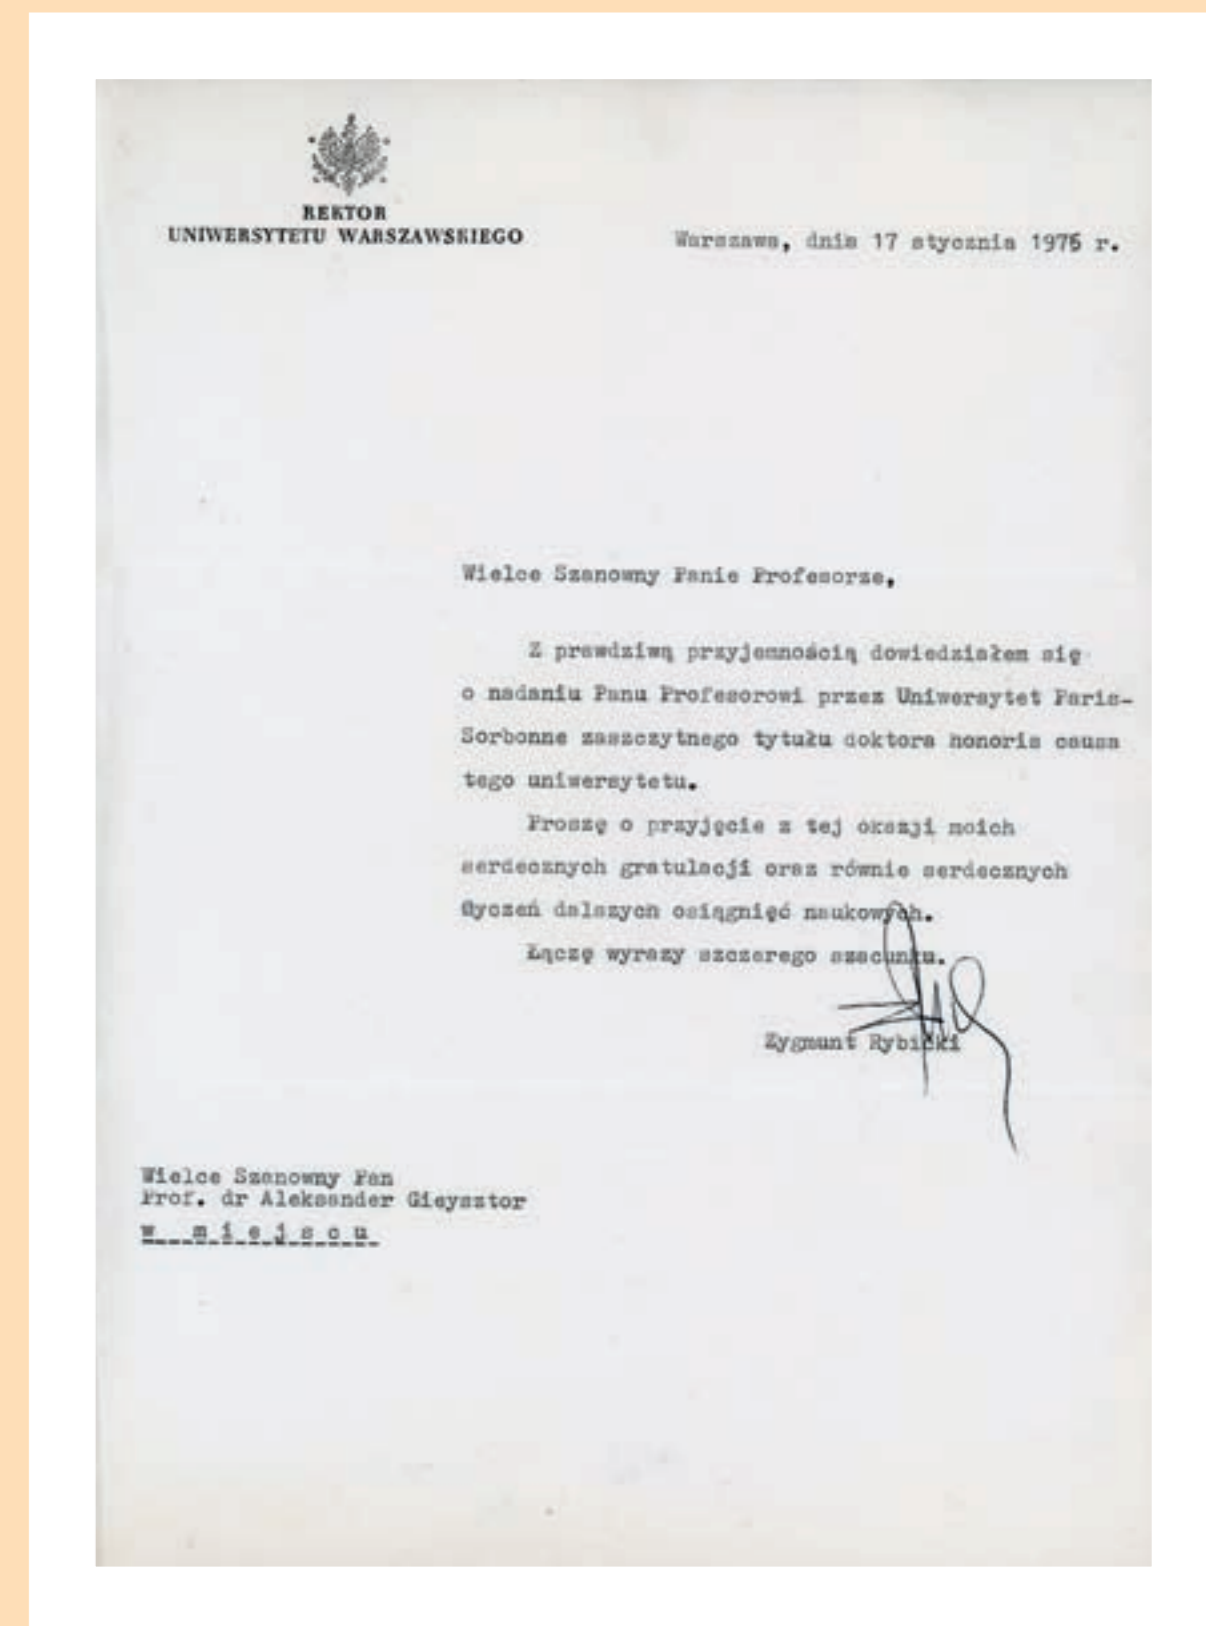 REKTOR
UNIWERSYTETU WARSZAWSKIEGO
Warszawa, dnia 17 stycznia 1976 r.
Wielce Szanowny Panie Profesorze,
Z prawdziwą przyjemnością dowiedziałem się
o nadaniu Panu Profesorowi przez Uniwersytet Paris-
Sorbonne zaszczytnego tytułu doktora honoris causa
tego uniwersytetu.
Proszę o przyjęcie z tej okazji moich
serdecznych gratulacji oraz równie serdecznych
życzeń dalszych osiągnięć naukowych.
Łączę wyrazy szczerego szacunku.
Zygmunt Rybicki
Wielce Szanowny Pan
Prof. dr Aleksander Gieysztor
w miejscu